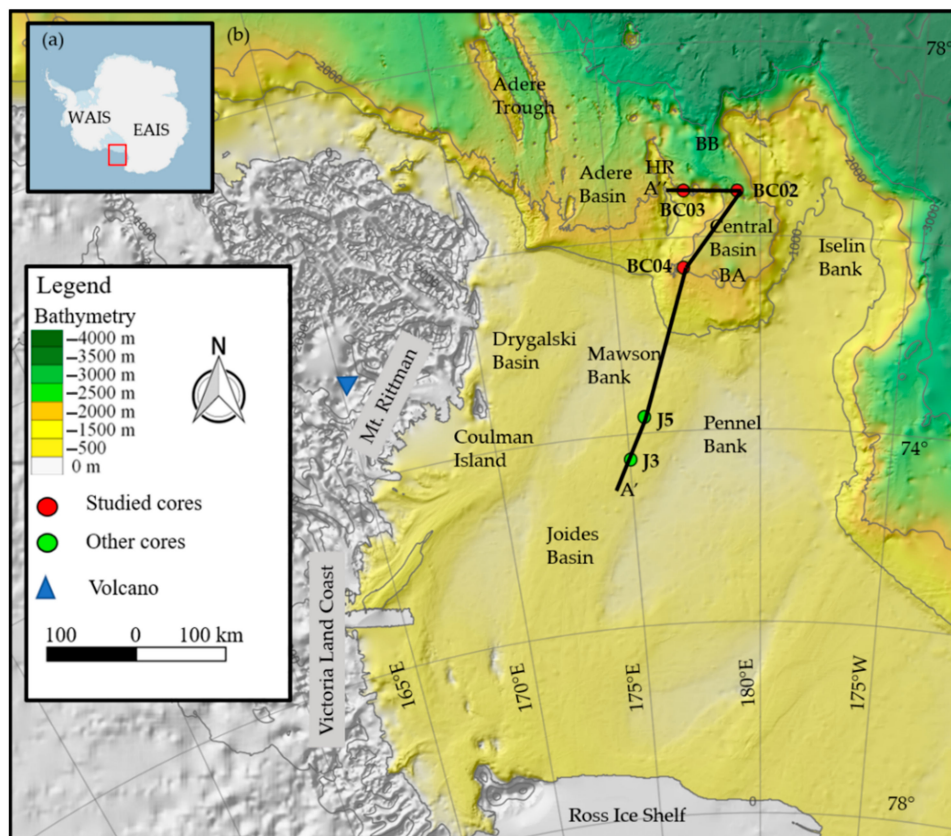 (a)
WAIS
EAIS
(b)
78°
2000
Adere
Trough
BB
HR
A''
BC02
BC03
Adere
Basin
Central
Basin
1000
2000
3000
Iselin
Bank
BC04
BA
Legend
Bathymetry
−4000 m
−3500 m
−3000 m
−2500 m
−2000 m
−1500 m
−500
0 m
N
Studied cores
Other cores
Volcano
100 0 100 km
Drygalski
Basin
Mawson
Bank
Mt. Rittman
J5
Pennel
Bank
74°
Coulman
Island
J3
A'
Joides
Basin
Victoria Land Coast
165°E
170°E
175°E
180°E
175°W
0
78°
Ross Ice Shelf